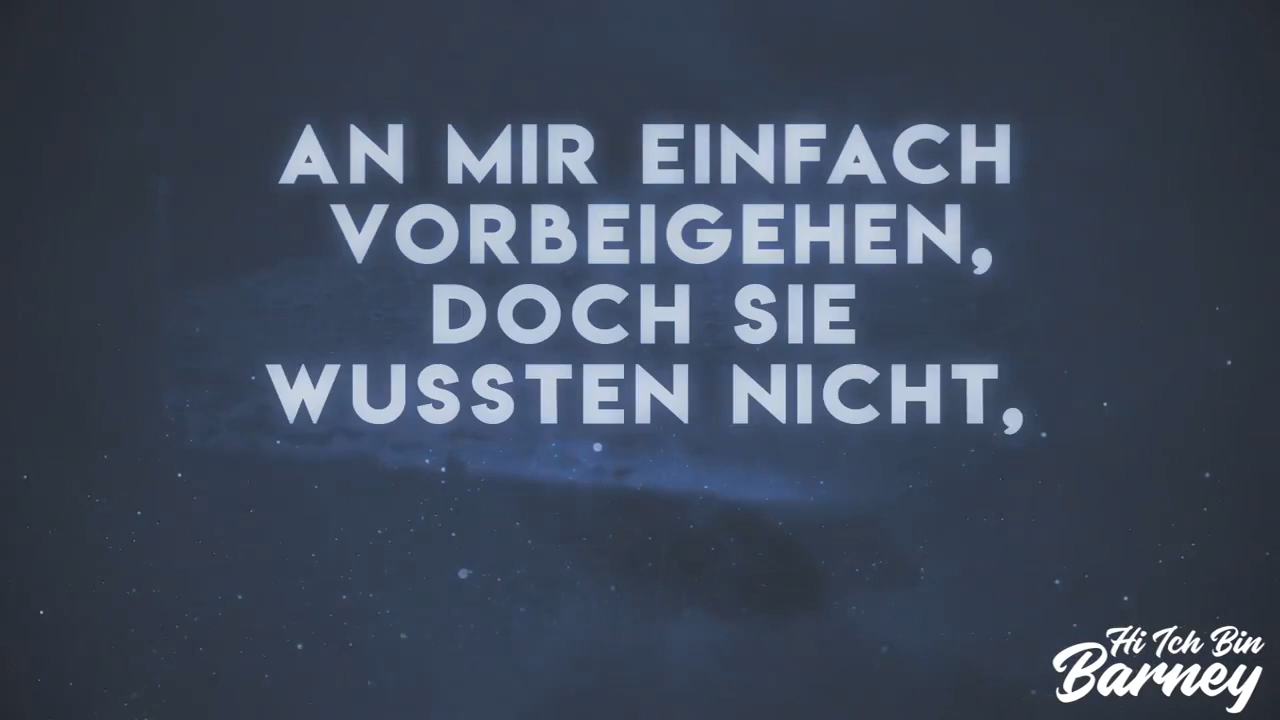 AN MIR EINFACH
VORBEIGEHEN,
DOCH SIE
WUSSTEN NICHT,
Hi Ich Bin
Barney